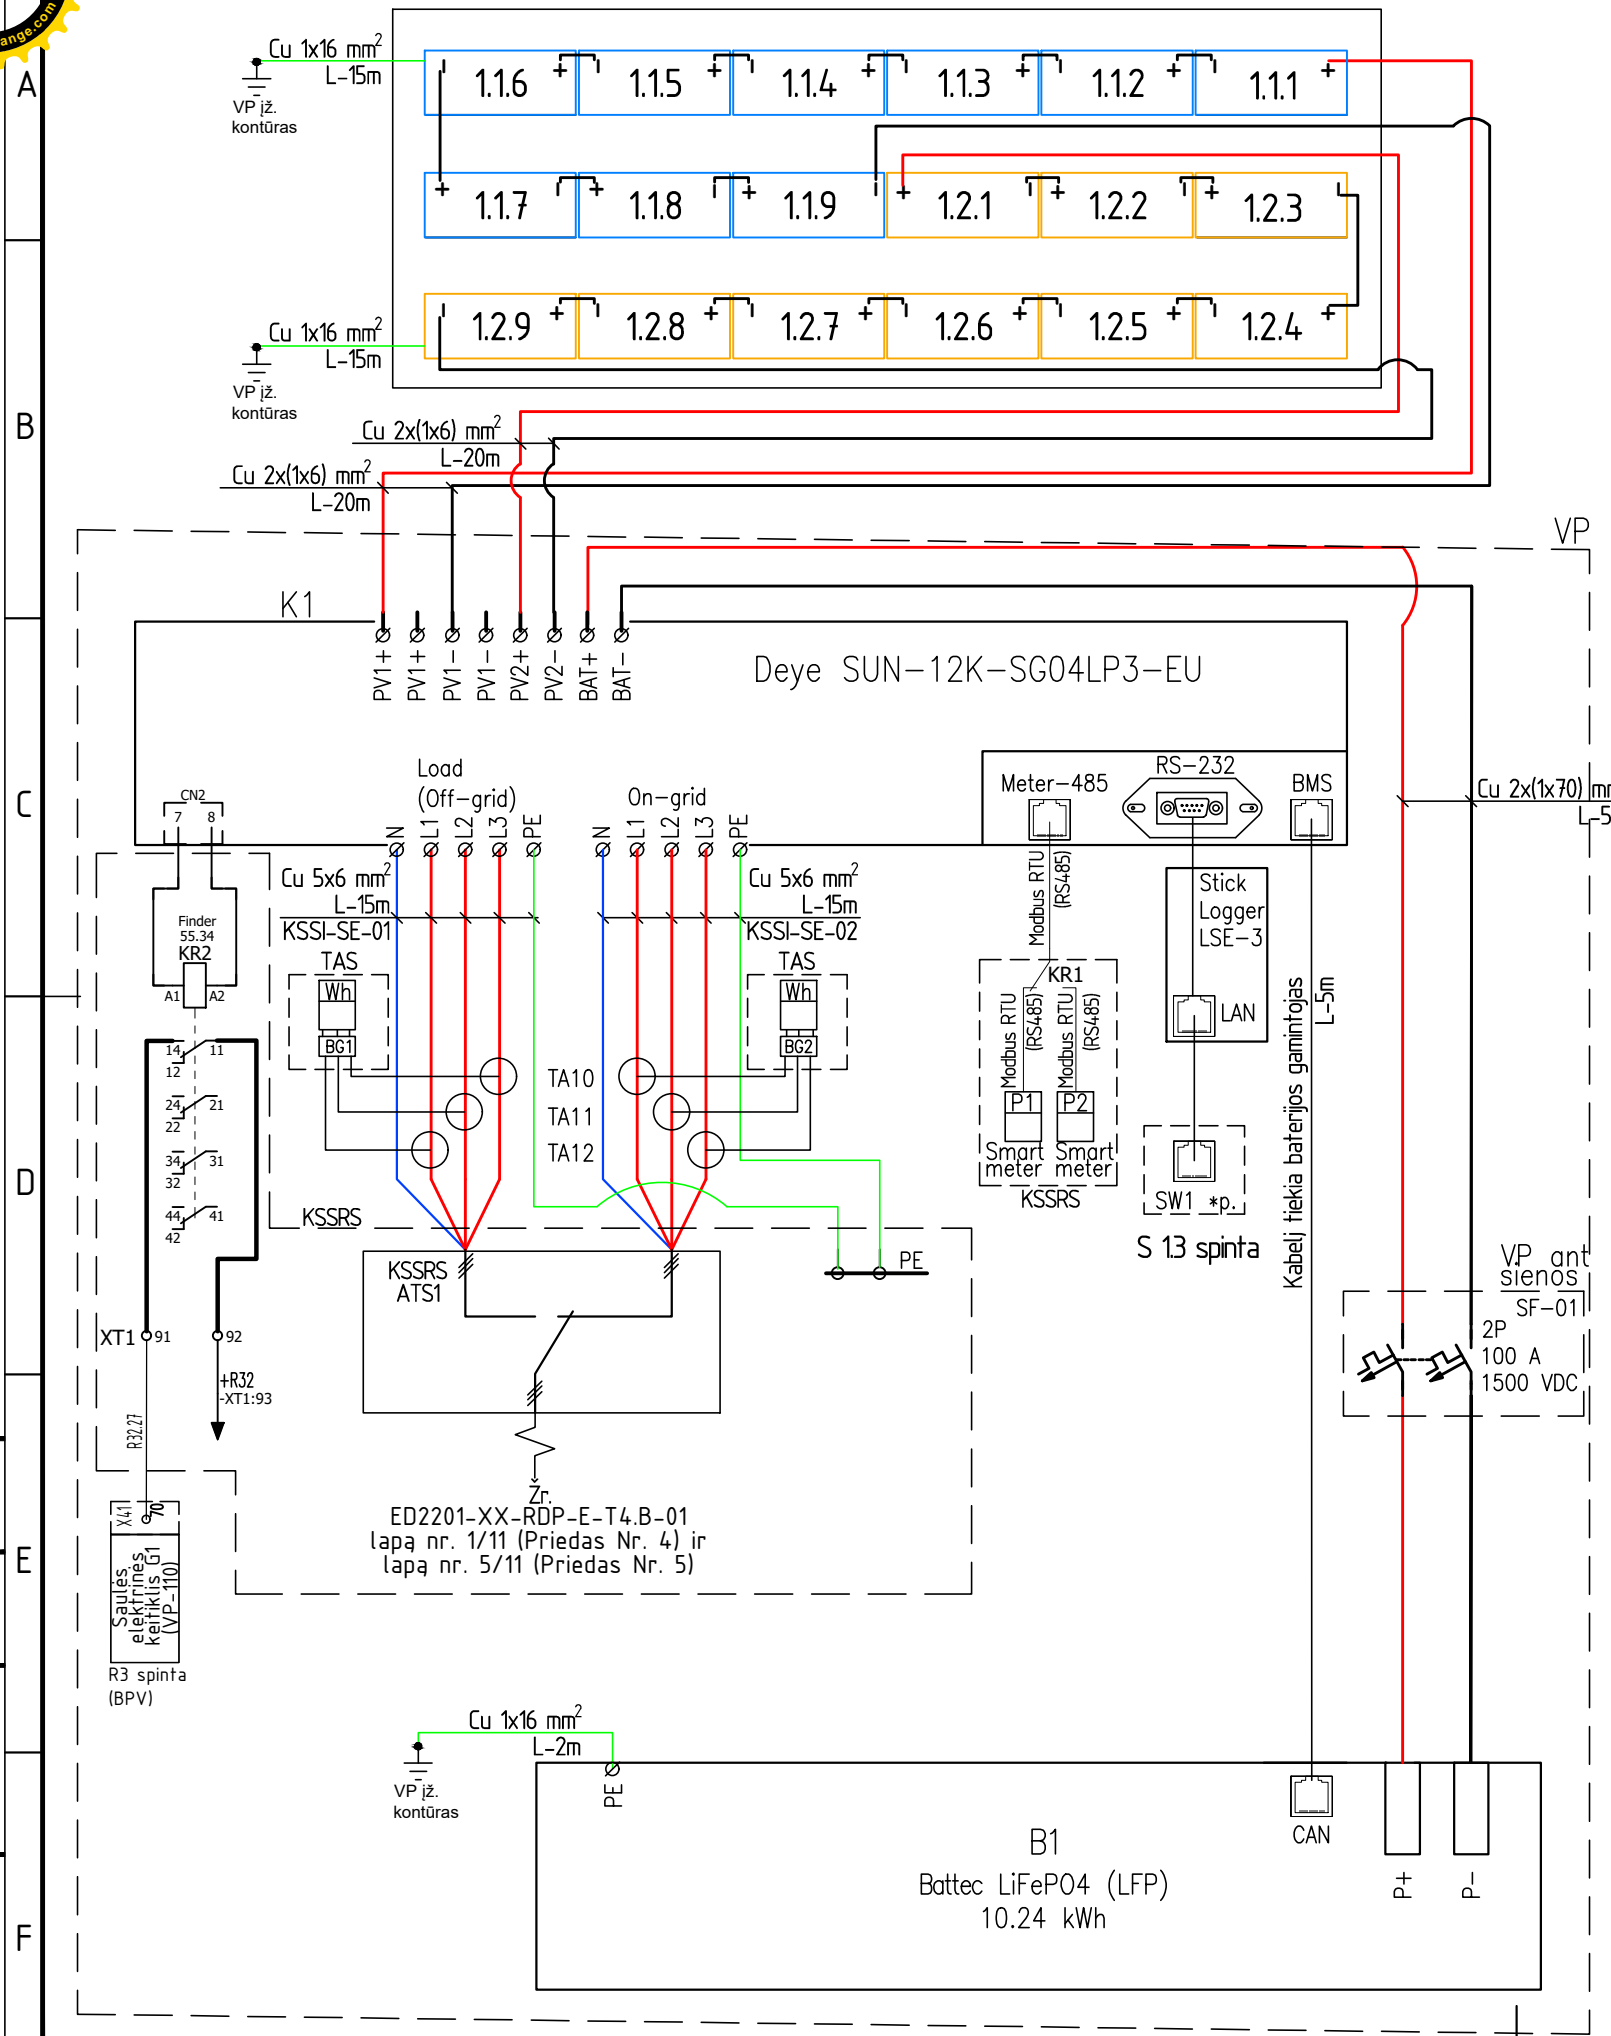 ange.com
A
B
C
D
E
F
Cu 1x16 mm²
L-15m
VP įž.
kontūras
1.1.6
1.1.5
1.1.4
1.1.3
1.1.2
1.1.1
1.1.7
1.1.8
1.1.9
1.2.1
1.2.2
1.2.3
1.2.9
1.2.8
1.2.7
1.2.6
1.2.5
1.2.4
Cu 1x16 mm²
L-15m
VP įž.
kontūras
Cu 2x(1x6) mm²
L-20m
Cu 2x(1x6) mm²
L-20m
VP
K1
PV1+
PV1+
PV1-
PV1-
PV2+
PV2-
BAT+
BAT-
Deye SUN-12K-SG04LP3-EU
CN2
7 8
Load
(Off-grid)
N L1 L2 L3 PE
On-grid
N L1 L2 L3 PE
Meter-485
RS-232
BMS
Cu 2x(1x70)
L-5
Cu 5x6 mm²
L-15m
KSSI-SE-01
Cu 5x6 mm²
L-15m
KSSI-SE-02
Modbus RTU
(RS485)
Stick
Logger
LSE-3
LAN
Finder
55.34
KR2
A1 A2
TAS
Wh
BG1
TAS
Wh
BG2
KR1
Modbus RTU
(RS485)
Modbus RTU
(RS485)
P1 P2
Smart
meter
Smart
meter
KSSRS
L-5m
Kabelį tiekia baterijos gamintojas
14 11
12
24 21
22
34 31
32
44 41
42
TA10
TA11
TA12
SW1 *p.
S 1.3 spinta
KSSRS
KSSRS
ATS1
PE
VP ant
sienos
SF-01
2P
100 A
1500 VDC
XT1 91
92
+R32
-XT1:93
R32.27
X41
70
Saulės
elektrinės
keitiklis G1
(VP-110)
R3 spinta
(BPV)
Žr.
ED2201-XX-RDP-E-T4.B-01
lapą nr. 1/11 (Priedas Nr. 4) ir
lapą nr. 5/11 (Priedas Nr. 5)
Cu 1x16 mm²
L-2m
VP įž.
kontūras
PE
CAN
P+
P-
B1
Battec LiFePO4 (LFP)
10.24 kWh